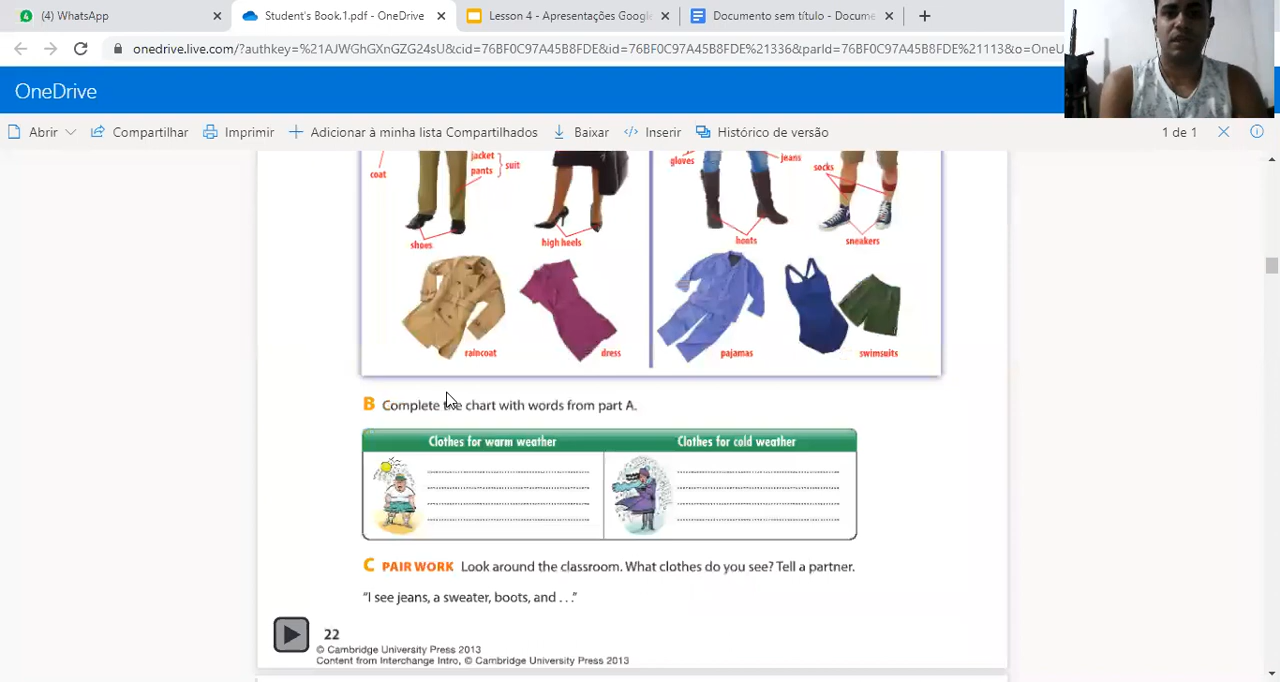 (4) WhatsApp
Student's Book.1.pdf - OneDrive
Lesson 4 - Apresentações Googl
Documento sem título - Docume
onedrive.live.com/?authkey=%21AJWGhGXnGZG24sU&cid=76BF0C97A45B8FDE&id=76BF0C97A45B8FDE%21336&parId=76BF0C97A45B8FDE%21113&o=OneU
OneDrive
Abrir
Compartilhar
Imprimir
Adicionar à minha lista Compartilhados
Baixar
Inserir
Histórico de versão
1 de 1
coat
jacket
pants
suit
gloves
jeans
socks
shoes
high heels
boots
sneakers
raincoat
dress
pajamas
swimsuits
B Complete the chart with words from part A.
Clothes for warm weather
Clothes for cold weather
C PAIR WORK Look around the classroom. What clothes do you see? Tell a partner.
"I see jeans, a sweater, boots, and . . ."
22
© Cambridge University Press 2013
Content from Interchange Intro, © Cambridge University Press 2013